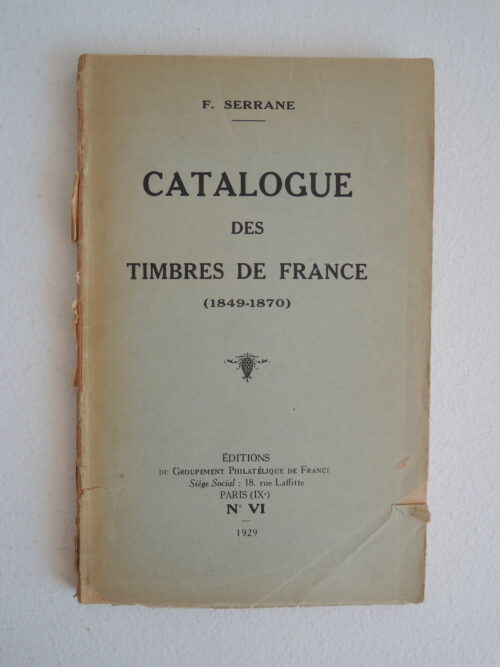 F. SERRANE
CATALOGUE
DES
TIMBRES DE FRANCE
(1849-1870)
ÉDITIONS
DU GROUPEMENT PHILATÉLIQUE DE FRANCE
Siège Social : 18. rue Laffitte
PARIS (IXᵉ)
N° VI
1929